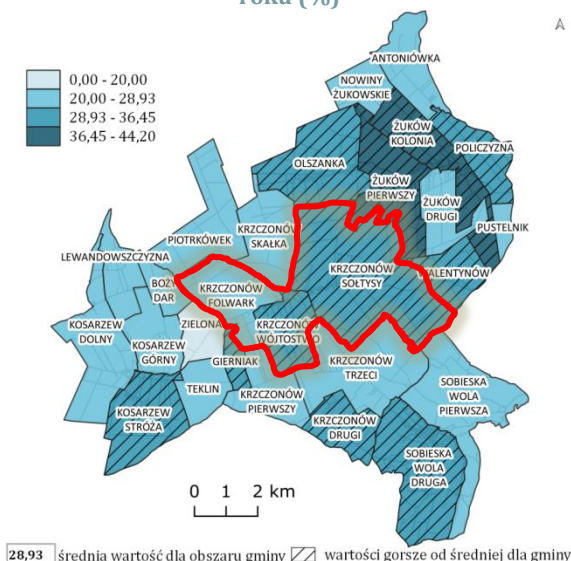 roku (%)
0,00 - 20,00
20,00 - 28,93
28,93 - 36,45
36,45 - 44,20
ANTONIÓWKA
NOWINY
ŻUKOWSKIE
ŻUKÓW
KOLONIA
POLICZYZNA
OLSZANKA
ŻUKÓW
PIERWSZY
ŻUKÓW
DRUGI
PUSTELNIK
KRZCZONÓW
SKAŁKA
PIOTRKÓWEK
LEWANDOWSZCZYZNA
KRZCZONÓW
SOŁTYSY
WALENTYNÓW
BOŻY
DAR
KRZCZONÓW
FOLWARK
KOSARZEW
DOLNY
ZIELONA
KRZCZONÓW
WÓJTOSTWO
KOSARZEW
GÓRNY
GIERNIAK
KRZCZONÓW
TRZECI
TEKLIN
KRZCZONÓW
PIERWSZY
SOBIESKA
WOLA
PIERWSZA
KOSARZEW
STRÓŻA
KRZCZONÓW
DRUGI
SOBIESKA
WOLA
DRUGA
0 1 2 km
28,93 średnia wartość dla obszaru gminy wartości gorsze od średniej dla gminy